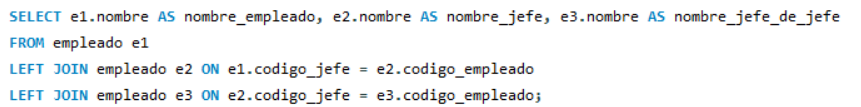 SELECT e1.nombre AS nombre_empleado, e2.nombre AS nombre_jefe, e3.nombre AS nombre_jefe_de_jefe
FROM empleado e1
LEFT JOIN empleado e2 ON e1.codigo_jefe = e2.codigo_empleado
LEFT JOIN empleado e3 ON e2.codigo_jefe = e3.codigo_empleado;